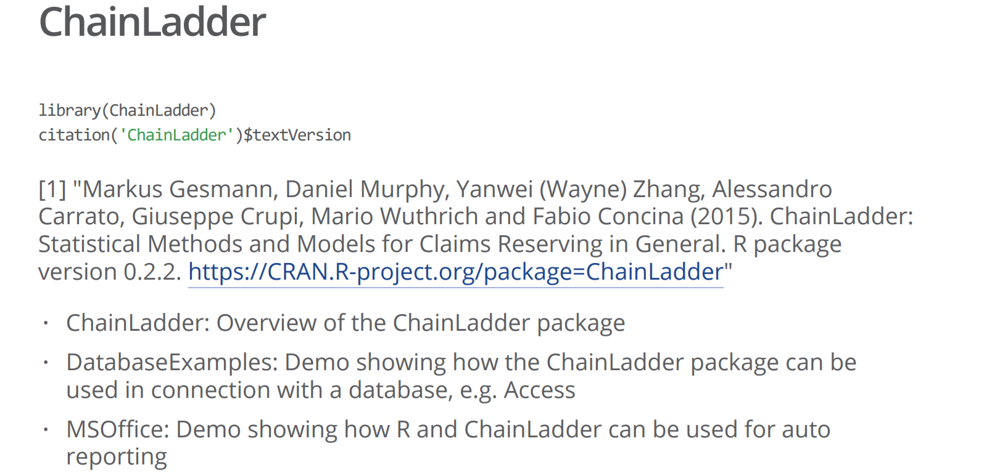 ChainLadder
library(ChainLadder)
citation('ChainLadder')$textVersion
[1] "Markus Gesmann, Daniel Murphy, Yanwei (Wayne) Zhang, Alessandro
Carrato, Giuseppe Crupi, Mario Wuthrich and Fabio Concina (2015). ChainLadder:
Statistical Methods and Models for Claims Reserving in General. R package
version 0.2.2. https://CRAN.R-project.org/package=ChainLadder"
· ChainLadder: Overview of the ChainLadder package
· DatabaseExamples: Demo showing how the ChainLadder package can be
used in connection with a database, e.g. Access
· MSOffice: Demo showing how R and ChainLadder can be used for auto
reporting